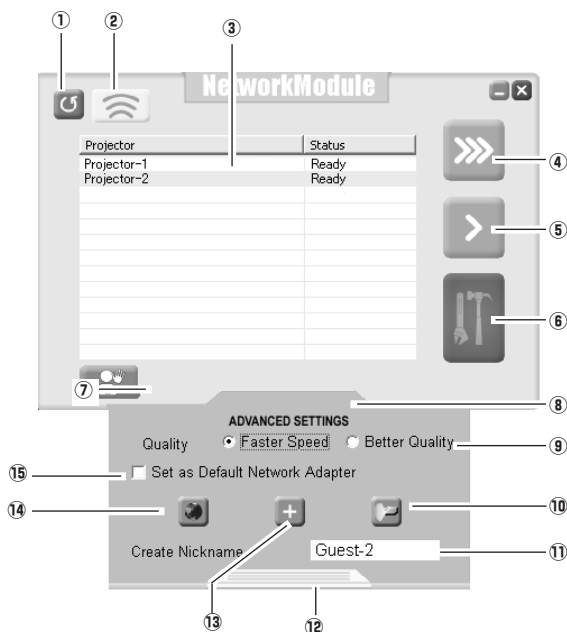 ① ② ③
NetworkModule
Projector Status
Projector-1 Ready
Projector-2 Ready
④
⑤
⑥
⑦
⑧
ADVANCED SETTINGS
Quality Faster Speed Better Quality
⑨
⑮ Set as Default Network Adapter
⑭ ⑩
Create Nickname Guest-2
⑪
⑬ ⑫